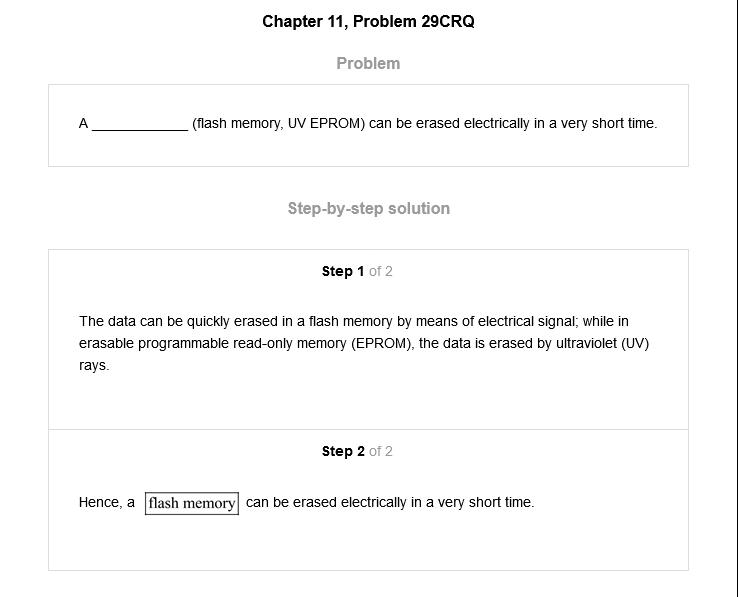 Chapter 11, Problem 29CRQ
Problem
A ____________ (flash memory, UV EPROM) can be erased electrically in a very short time.
Step-by-step solution
Step 1 of 2
The data can be quickly erased in a flash memory by means of electrical signal; while in
erasable programmable read-only memory (EPROM), the data is erased by ultraviolet (UV)
rays.
Step 2 of 2
Hence, a flash memory can be erased electrically in a very short time.